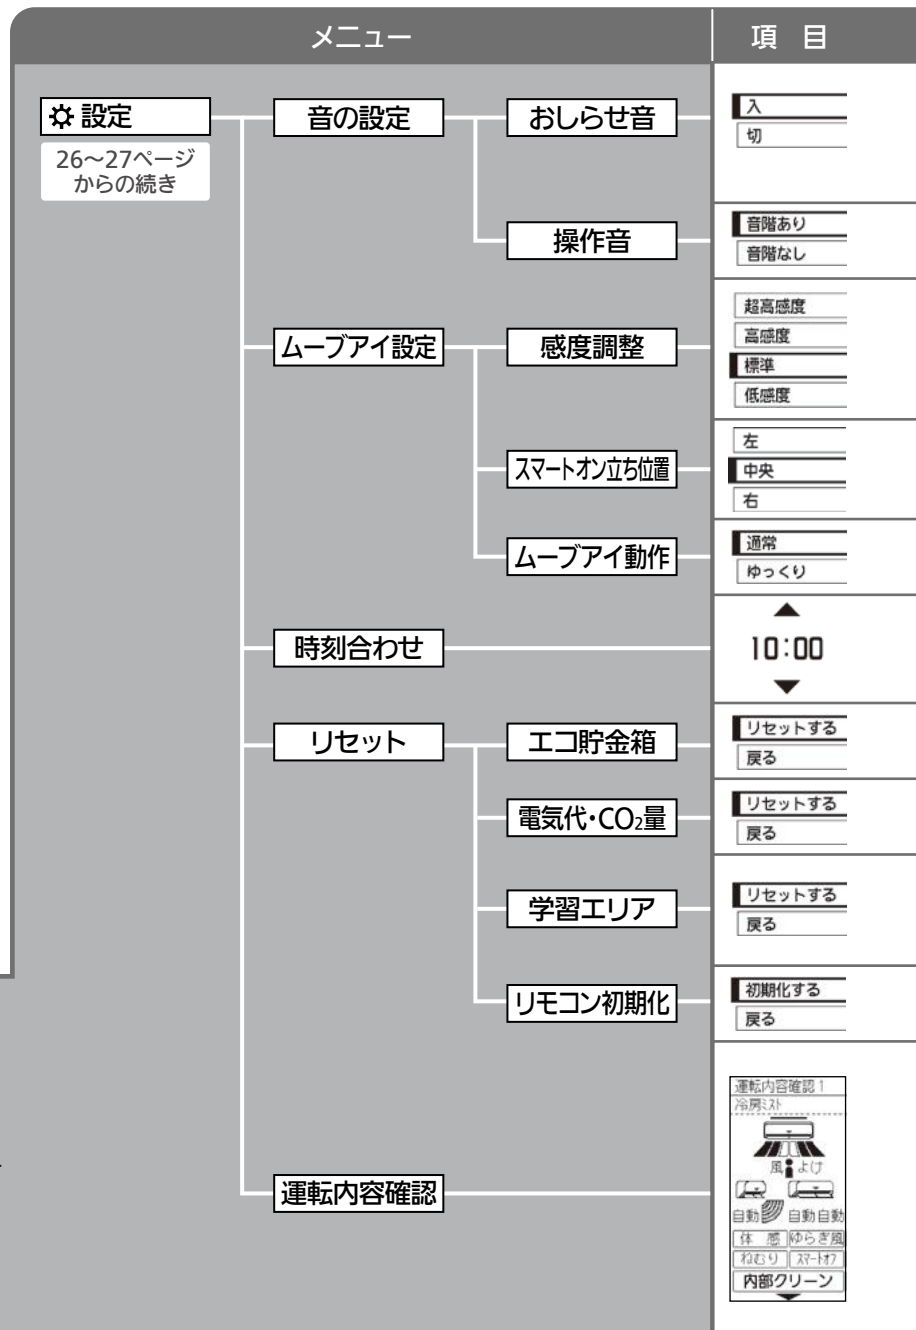 メニュー
項 目
設定
26〜27ページ
からの続き
音の設定
おしらせ音
入
切
操作音
音階あり
音階なし
ムーブアイ設定
感度調整
超高感度
高感度
標準
低感度
スマートオン立ち位置
左
中央
右
ムーブアイ動作
通常
ゆっくり
時刻合わせ
10:00
リセット
エコ貯金箱
リセットする
戻る
電気代・CO₂量
リセットする
戻る
学習エリア
リセットする
戻る
リモコン初期化
初期化する
戻る
運転内容確認
運転内容確認1
冷房ミスト
風よけ
自動 自動自動
体 感 ゆらぎ風
ねむり スマートオフ
内部クリーン